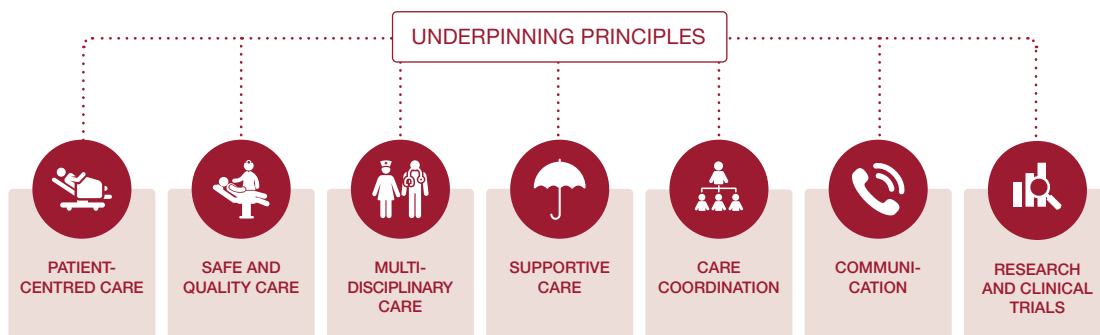 UNDERPINNING PRINCIPLES
PATIENT-
CENTRED CARE
SAFE AND
QUALITY CARE
MULTI-
DISCIPLINARY
CARE
SUPPORTIVE
CARE
CARE
COORDINATION
COMMUNI-
CATION
RESEARCH
AND CLINICAL
TRIALS